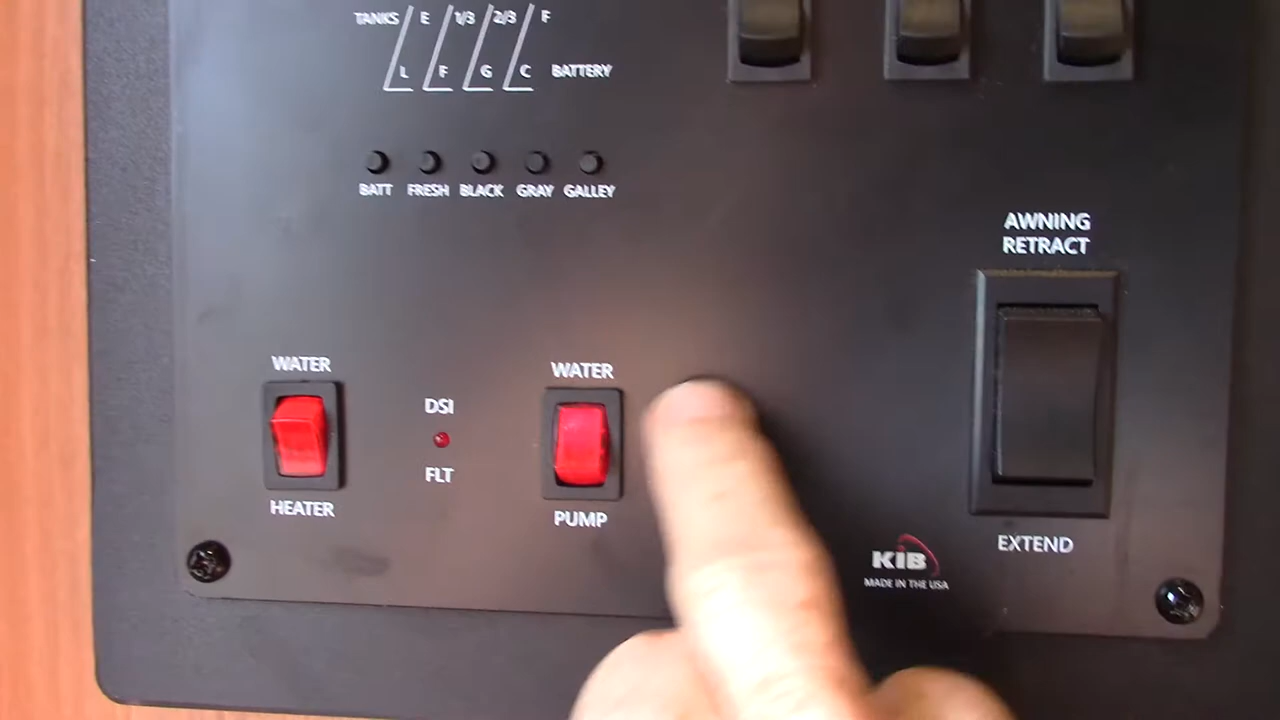 TANKS E 1/3 2/3 F
L F G C BATTERY
BATT FRESH BLACK GRAY GALLEY
AWNING
RETRACT
WATER
HEATER
DSI
FLT
WATER
PUMP
EXTEND
KIB
MADE IN THE USA